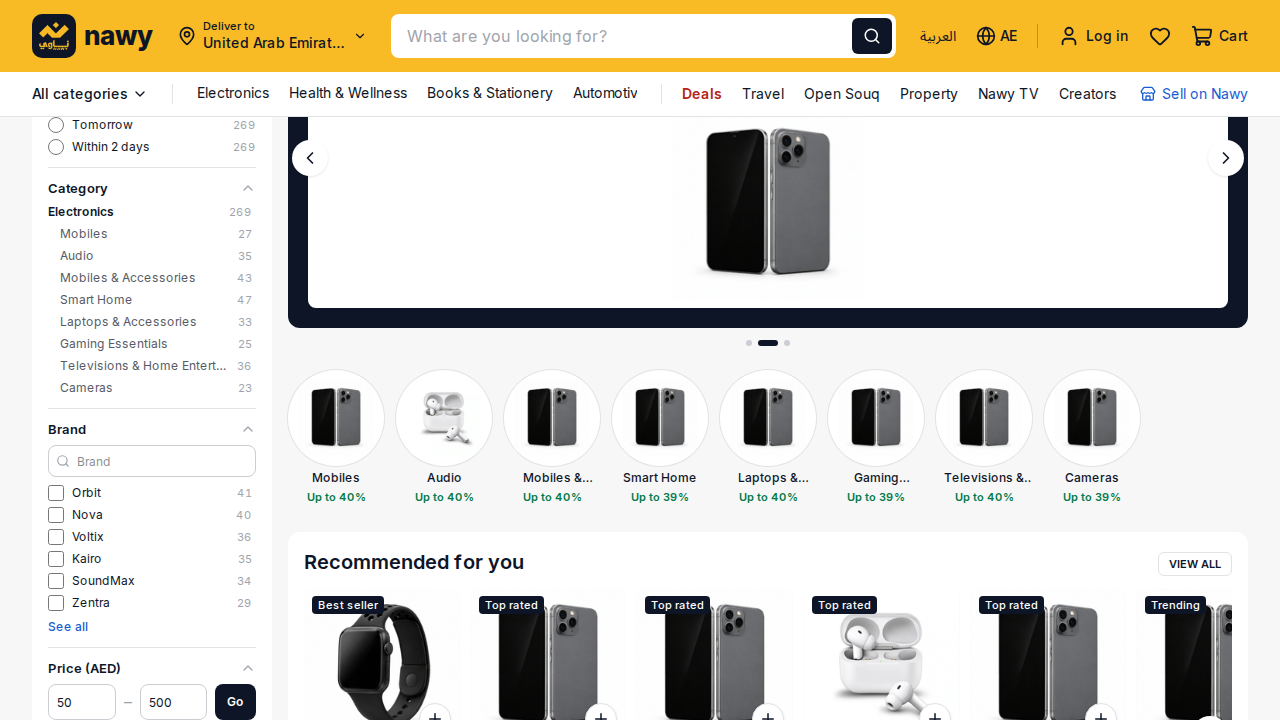 ناوي
NAWY
nawy
Deliver to
United Arab Emirat...
What are you looking for?
العربية
AE
Log in
Cart
All categories
Electronics
Health & Wellness
Books & Stationery
Automotiv
Deals
Travel
Open Souq
Property
Nawy TV
Creators
Sell on Nawy
Tomorrow 269
Within 2 days 269
Category
Electronics 269
Mobiles 27
Audio 35
Mobiles & Accessories 43
Smart Home 47
Laptops & Accessories 33
Gaming Essentials 25
Televisions & Home Entert... 36
Cameras 23
Brand
Brand
Orbit 41
Nova 40
Voltix 36
Kairo 35
SoundMax 34
Zentra 29
See all
Price (AED)
50 – 500 Go
Mobiles
Up to 40%
Audio
Up to 40%
Mobiles &...
Up to 40%
Smart Home
Up to 39%
Laptops &...
Up to 40%
Gaming...
Up to 39%
Televisions &..
Up to 40%
Cameras
Up to 39%
Recommended for you
VIEW ALL
Best seller
Top rated
Top rated
Top rated
Top rated
Trending